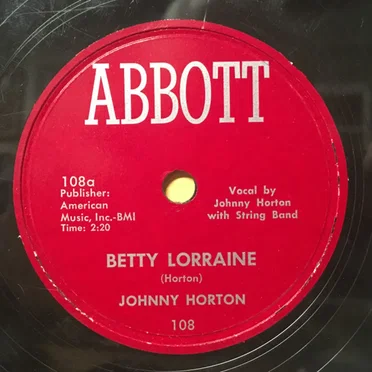 ABBOTT
108a
Publisher:
American
Music, Inc.-BMI
Time: 2:20
Vocal by
Johnny Horton
with String Band
BETTY LORRAINE
(Horton)
JOHNNY HORTON
108